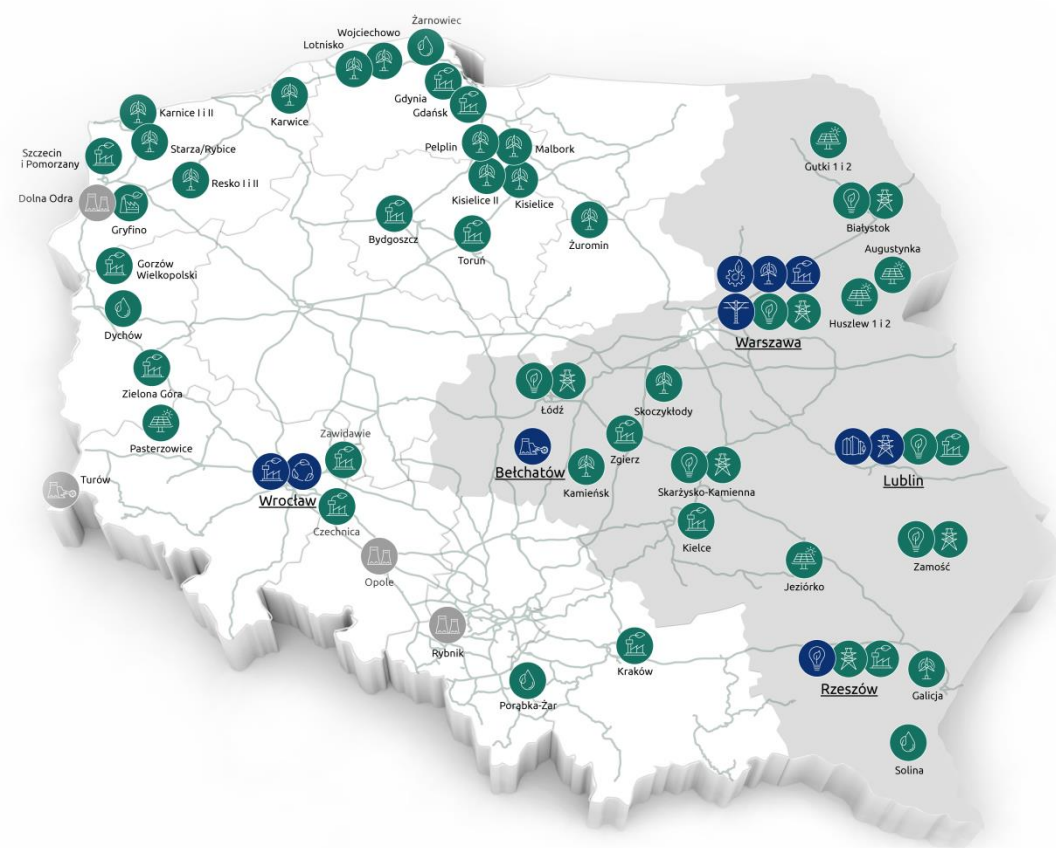 Żarnowiec
Wojciechowo
Lotnisko
Gdynia
Gdańsk
Karwice
Karnice I i II
Starza/Rybice
Szczecin
i Pomorzany
Resko I i II
Dolna Odra
Gryfino
Pelplin
Malbork
Kisielice II
Kisielice
Bydgoszcz
Toruń
Żuromin
Gutki 1 i 2
Białystok
Augustynka
Huszlew 1 i 2
Warszawa
Gorzów
Wielkopolski
Dychów
Zielona Góra
Pasterzowice
Turów
Zawidawie
Wrocław
Czechnica
Opole
Rybnik
Łódź
Bełchatów
Kamieńsk
Zgierz
Skoczykłody
Skarżysko-Kamienna
Kielce
Lublin
Zamość
Jeziórko
Kraków
Porąbka-Żar
Rzeszów
Galicja
Solina